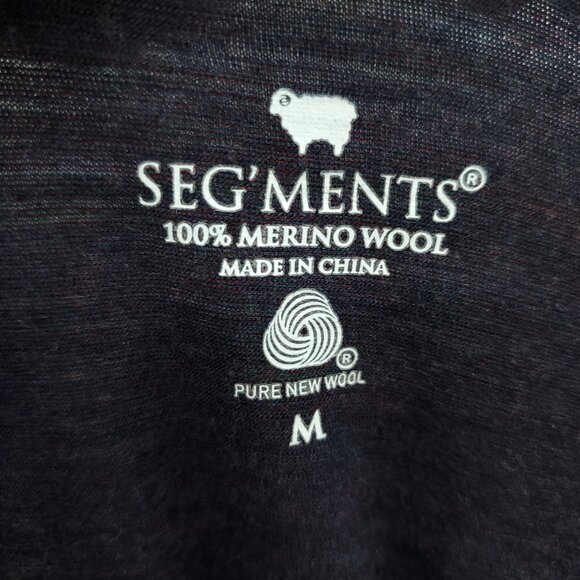 SEG'MENTS®
100% MERINO WOOL
MADE IN CHINA
®
PURE NEW WOOL
M